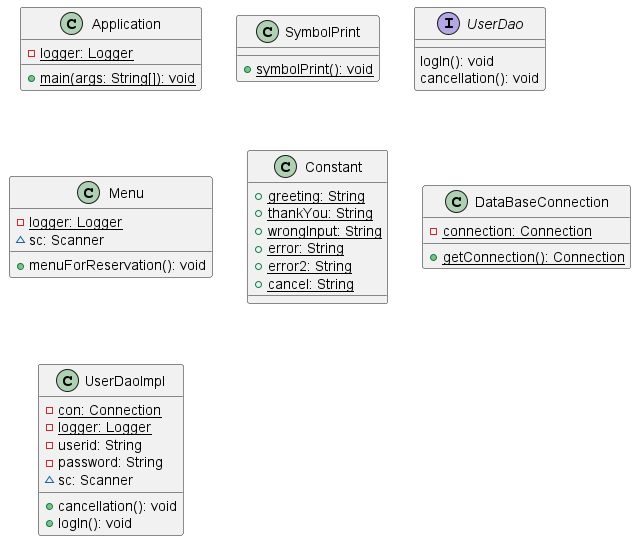 C Application
logger: Logger
main(args: String[]): void
C SymbolPrint
symbolPrint(): void
I UserDao
logIn(): void
cancellation(): void
C Menu
logger: Logger
sc: Scanner
menuForReservation(): void
C Constant
greeting: String
thankYou: String
wrongInput: String
error: String
error2: String
cancel: String
C DataBaseConnection
connection: Connection
getConnection(): Connection
C UserDaoImpl
con: Connection
logger: Logger
userid: String
password: String
sc: Scanner
cancellation(): void
logIn(): void